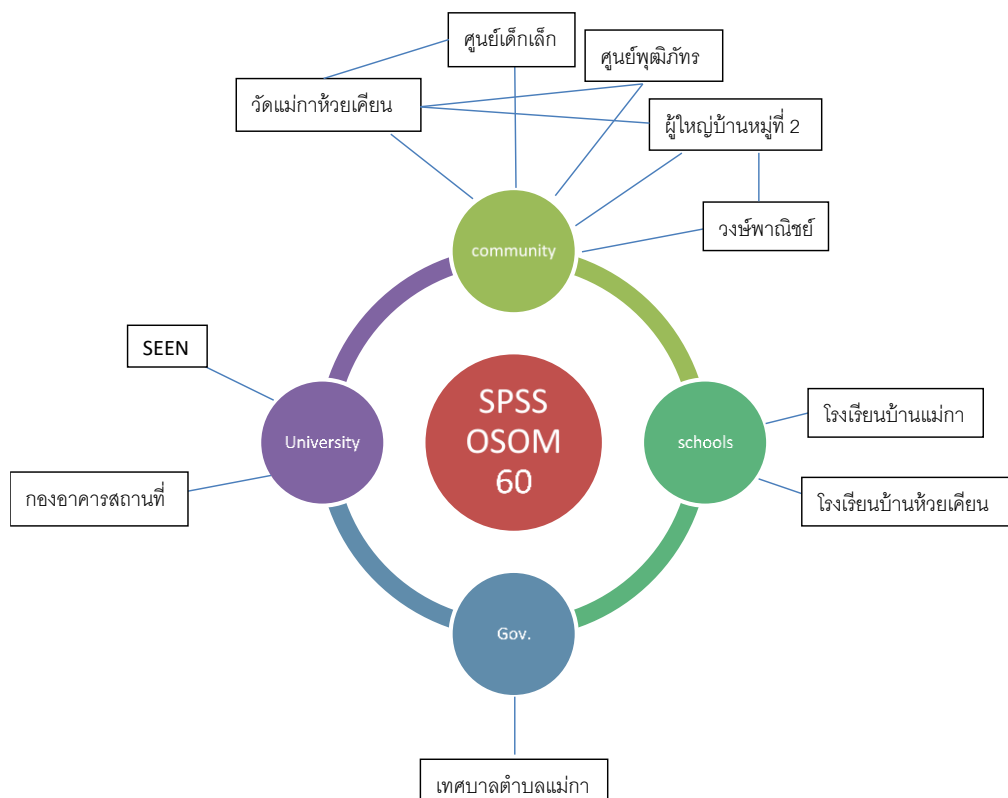 ศูนย์เด็กเล็ก
ศูนย์พุฒิภัทร
วัดแม่กาห้วยเคียน
ผู้ใหญ่บ้านหมู่ที่ 2
วงษ์พาณิชย์
community
SEEN
University
SPSS
OSOM
60
schools
โรงเรียนบ้านแม่กา
กองอาคารสถานที่
โรงเรียนบ้านห้วยเคียน
Gov.
เทศบาลตำบลแม่กา